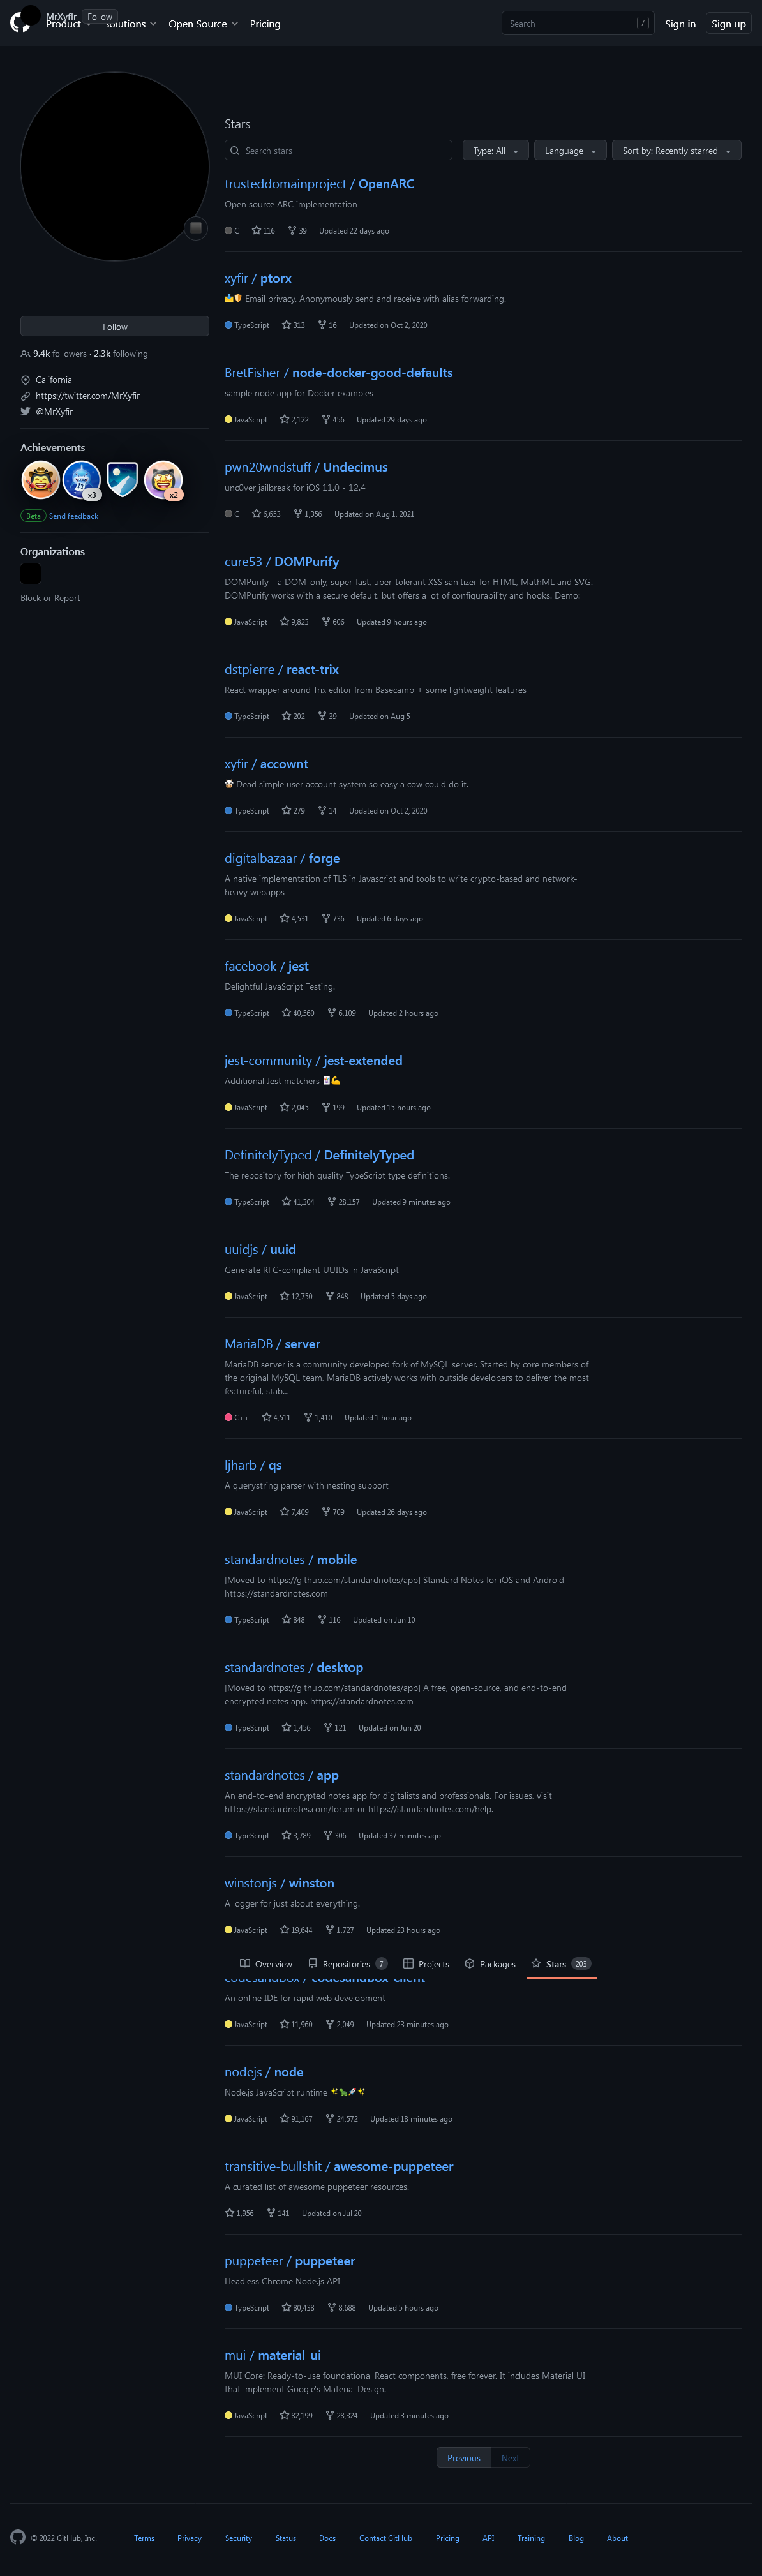 MrXyfir Follow
Product Solutions Open Source Pricing
Search /
Sign in Sign up
Follow
9.4k followers · 2.3k following
California
https://twitter.com/MrXyfir
@MrXyfir
Achievements
x3
x2
Beta Send feedback
Organizations
Block or Report
Stars
Search stars
Type: All Language Sort by: Recently starred
trusteddomainproject / OpenARC
Open source ARC implementation
C 116 39 Updated 22 days ago
xyfir / ptorx
Email privacy. Anonymously send and receive with alias forwarding.
TypeScript 313 16 Updated on Oct 2, 2020
BretFisher / node-docker-good-defaults
sample node app for Docker examples
JavaScript 2,122 456 Updated 29 days ago
pwn20wndstuff / Undecimus
unc0ver jailbreak for iOS 11.0 - 12.4
C 6,653 1,356 Updated on Aug 1, 2021
cure53 / DOMPurify
DOMPurify - a DOM-only, super-fast, uber-tolerant XSS sanitizer for HTML, MathML and SVG.
DOMPurify works with a secure default, but offers a lot of configurability and hooks. Demo:
JavaScript 9,823 606 Updated 9 hours ago
dstpierre / react-trix
React wrapper around Trix editor from Basecamp + some lightweight features
TypeScript 202 39 Updated on Aug 5
xyfir / accownt
Dead simple user account system so easy a cow could do it.
TypeScript 279 14 Updated on Oct 2, 2020
digitalbazaar / forge
A native implementation of TLS in Javascript and tools to write crypto-based and network-
heavy webapps
JavaScript 4,531 736 Updated 6 days ago
facebook / jest
Delightful JavaScript Testing.
TypeScript 40,560 6,109 Updated 2 hours ago
jest-community / jest-extended
Additional Jest matchers 🃏💪
JavaScript 2,045 199 Updated 15 hours ago
DefinitelyTyped / DefinitelyTyped
The repository for high quality TypeScript type definitions.
TypeScript 41,304 28,157 Updated 9 minutes ago
uuidjs / uuid
Generate RFC-compliant UUIDs in JavaScript
JavaScript 12,750 848 Updated 5 days ago
MariaDB / server
MariaDB server is a community developed fork of MySQL server. Started by core members of
the original MySQL team, MariaDB actively works with outside developers to deliver the most
featureful, stab…
C++ 4,511 1,410 Updated 1 hour ago
ljharb / qs
A querystring parser with nesting support
JavaScript 7,409 709 Updated 26 days ago
standardnotes / mobile
[Moved to https://github.com/standardnotes/app] Standard Notes for iOS and Android -
https://standardnotes.com
TypeScript 848 116 Updated on Jun 10
standardnotes / desktop
[Moved to https://github.com/standardnotes/app] A free, open-source, and end-to-end
encrypted notes app. https://standardnotes.com
TypeScript 1,456 121 Updated on Jun 20
standardnotes / app
An end-to-end encrypted notes app for digitalists and professionals. For issues, visit
https://standardnotes.com/forum or https://standardnotes.com/help.
TypeScript 3,789 306 Updated 37 minutes ago
winstonjs / winston
A logger for just about everything.
JavaScript 19,644 1,727 Updated 23 hours ago
Overview Repositories 7 Projects Packages Stars 203
codesandbox / codesandbox-client
An online IDE for rapid web development
JavaScript 11,960 2,049 Updated 23 minutes ago
nodejs / node
Node.js JavaScript runtime ✨🐢🚀✨
JavaScript 91,167 24,572 Updated 18 minutes ago
transitive-bullshit / awesome-puppeteer
A curated list of awesome puppeteer resources.
1,956 141 Updated on Jul 20
puppeteer / puppeteer
Headless Chrome Node.js API
TypeScript 80,438 8,688 Updated 5 hours ago
mui / material-ui
MUI Core: Ready-to-use foundational React components, free forever. It includes Material UI
that implement Google's Material Design.
JavaScript 82,199 28,324 Updated 3 minutes ago
Previous Next
© 2022 GitHub, Inc. Terms Privacy Security Status Docs Contact GitHub Pricing API Training Blog About